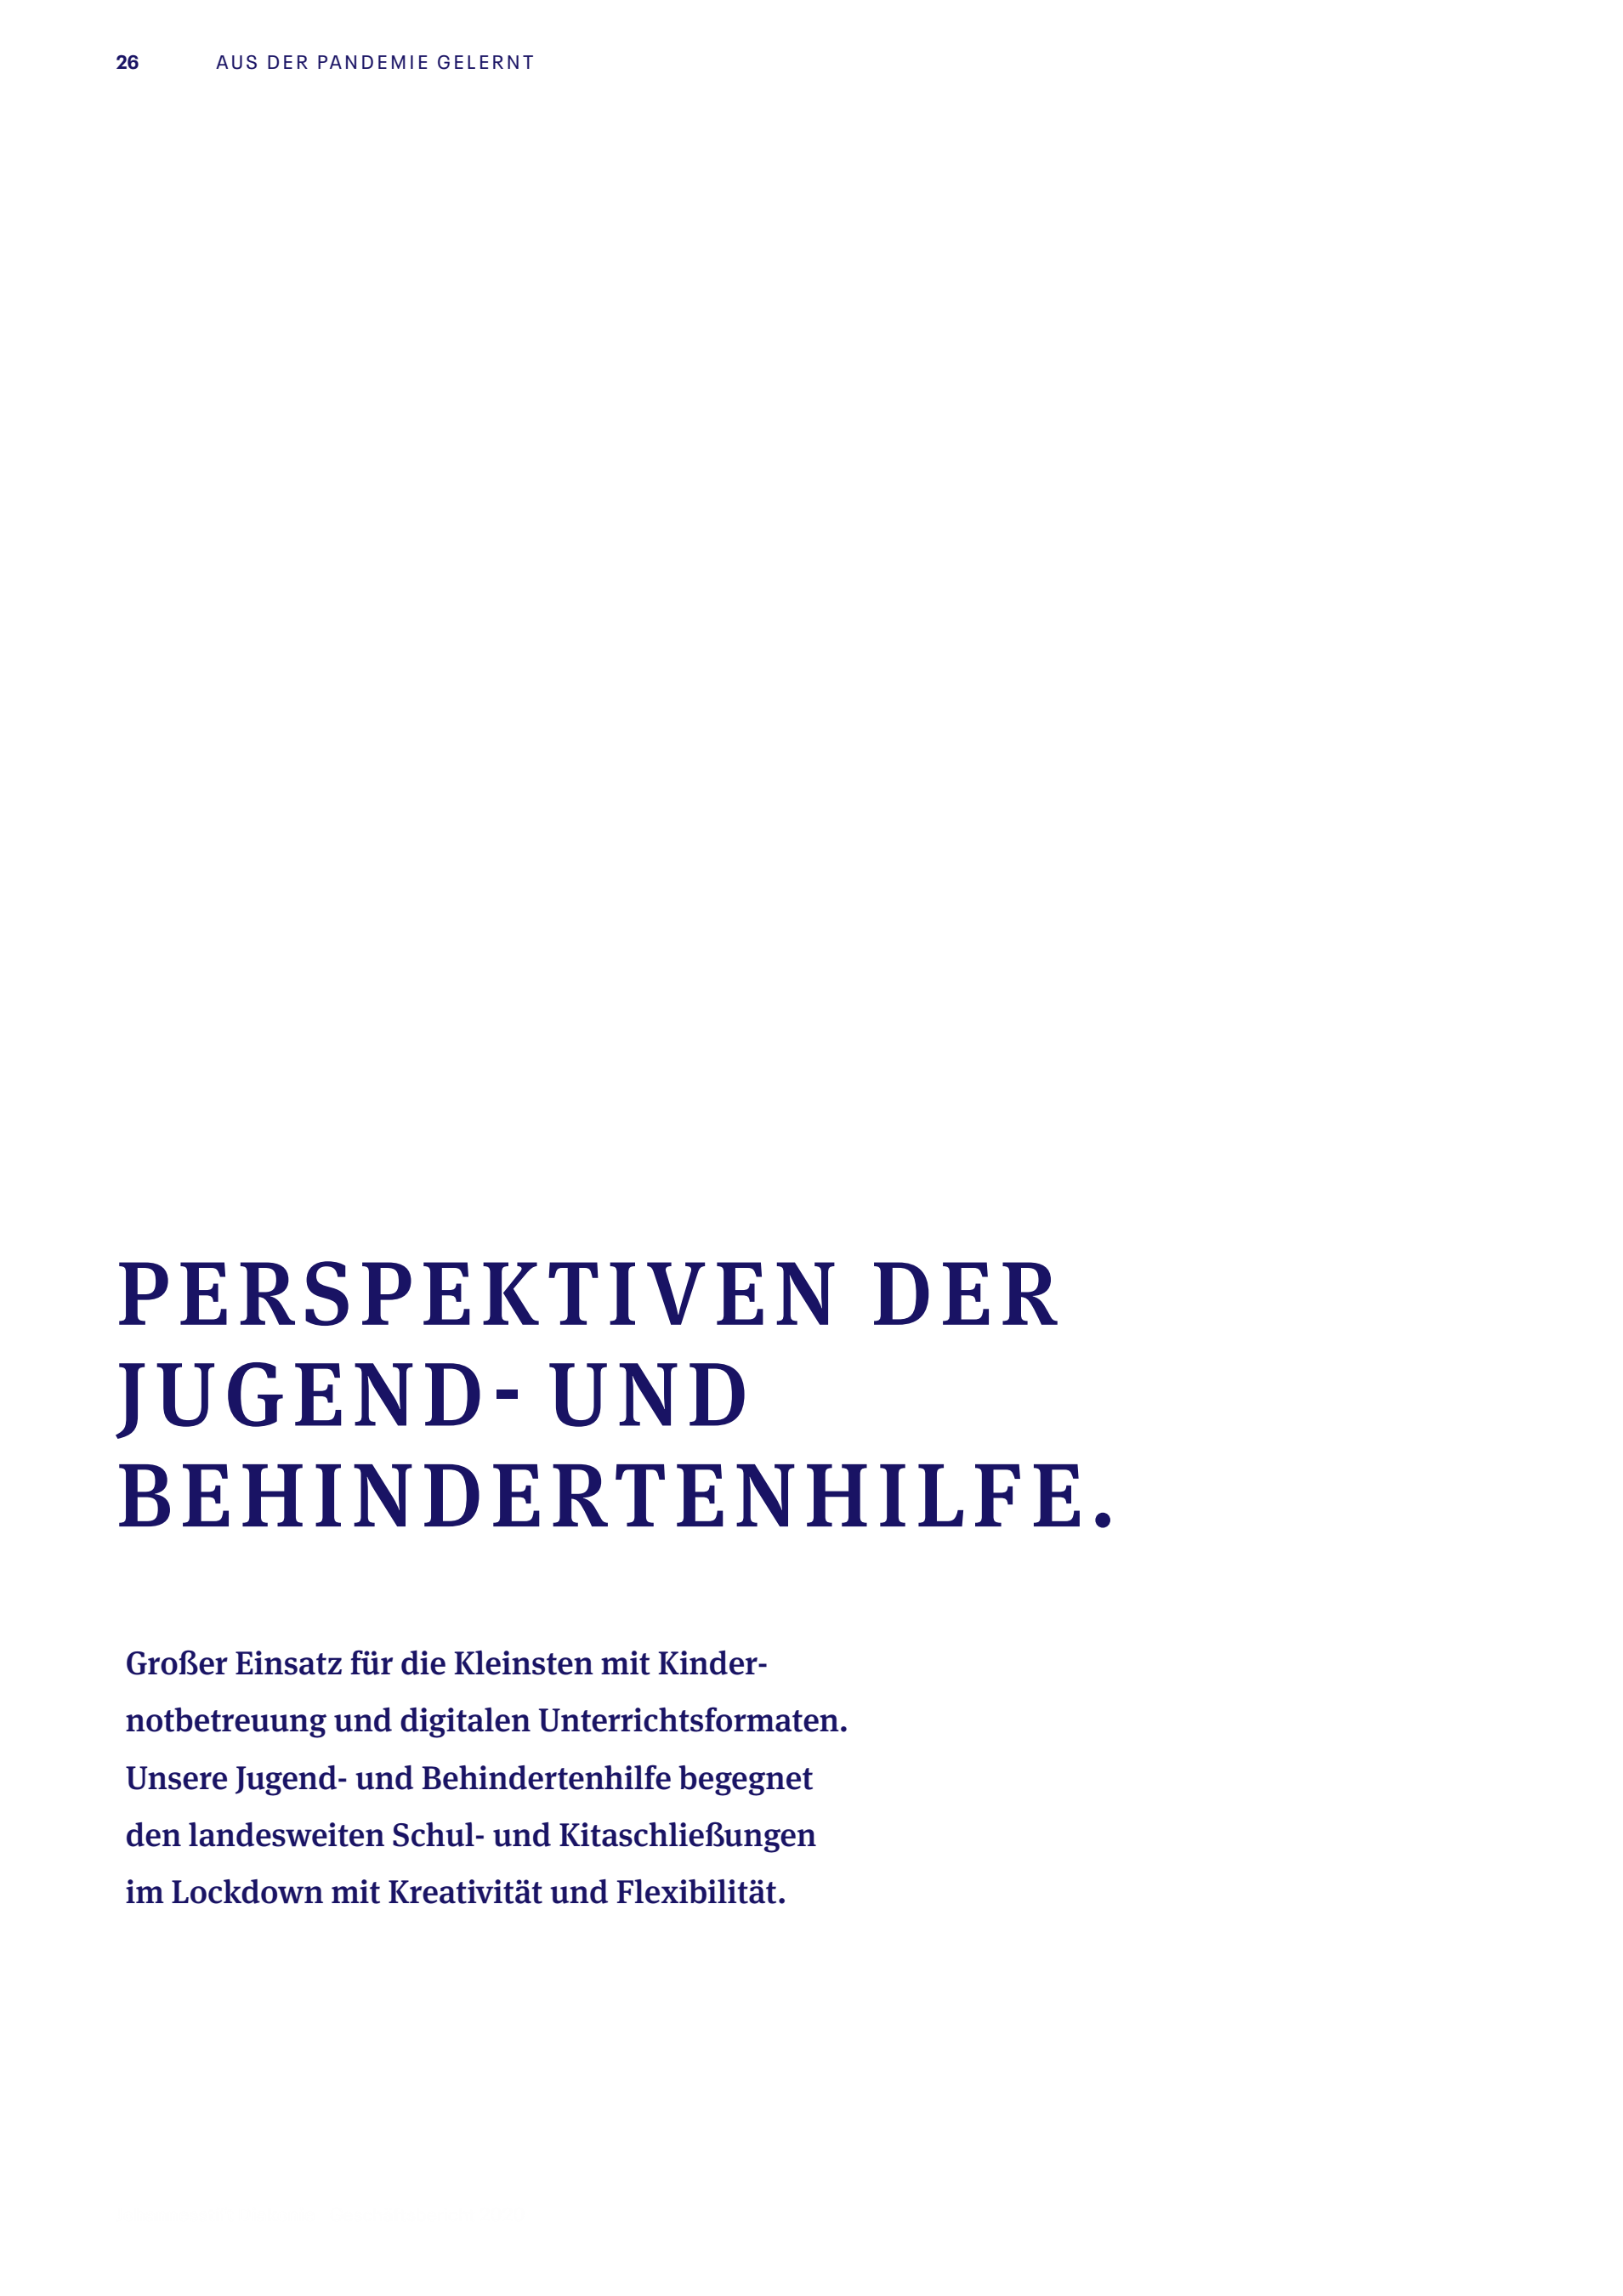 26 AUS DER PANDEMIE GELERNT
PERSPEKTIVEN DER
JUGEND- UND
BEHINDERTENHILFE.
Großer Einsatz für die Kleinsten mit Kinder-
notbetreuung und digitalen Unterrichtsformaten.
Unsere Jugend- und Behindertenhilfe begegnet
den landesweiten Schul- und Kitaschließungen
im Lockdown mit Kreativität und Flexibilität.